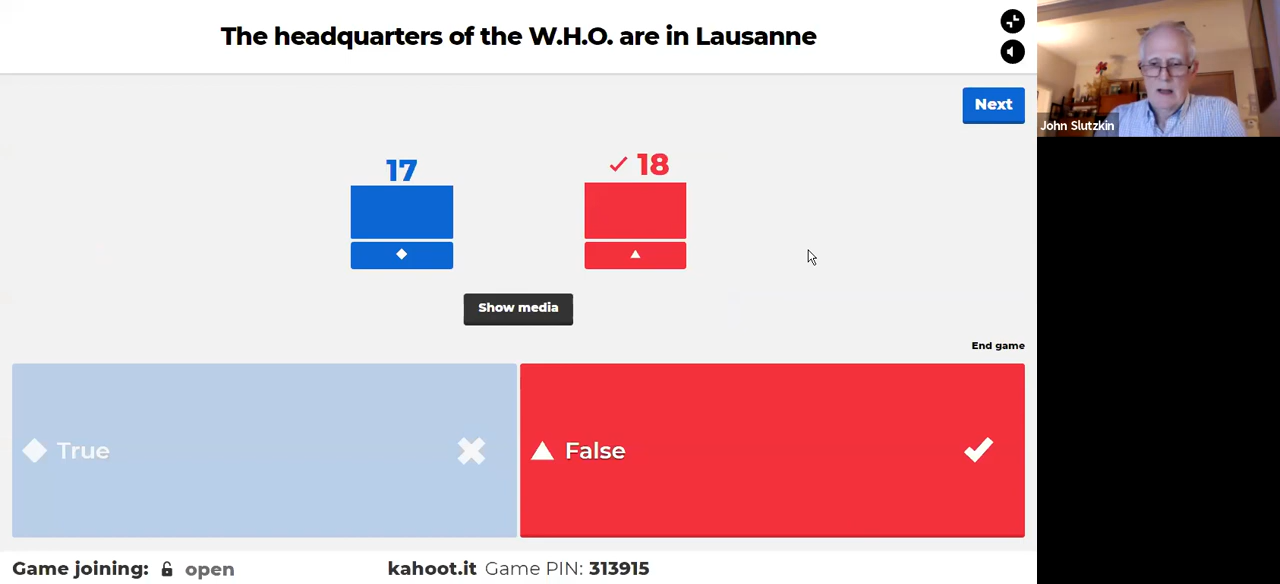 The headquarters of the W.H.O. are in Lausanne
Next
John Slutzkin
17
18
Show media
End game
True
False
Game joining: open
kahoot.it Game PIN: 313915